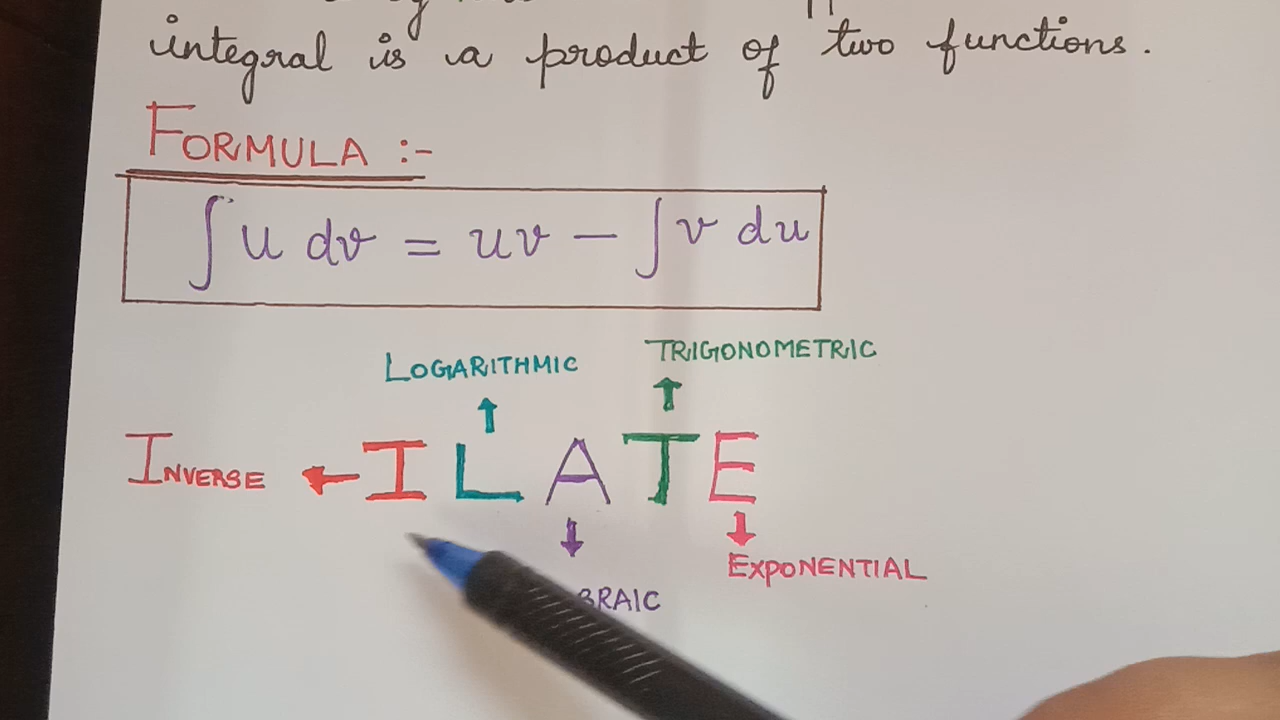 integral is a product of two functions.
FORMULA :-
∫ u dv = uv − ∫ v du
LOGARITHMIC
TRIGONOMETRIC
INVERSE ← ILATE
EXPONENTIAL
BRAIC